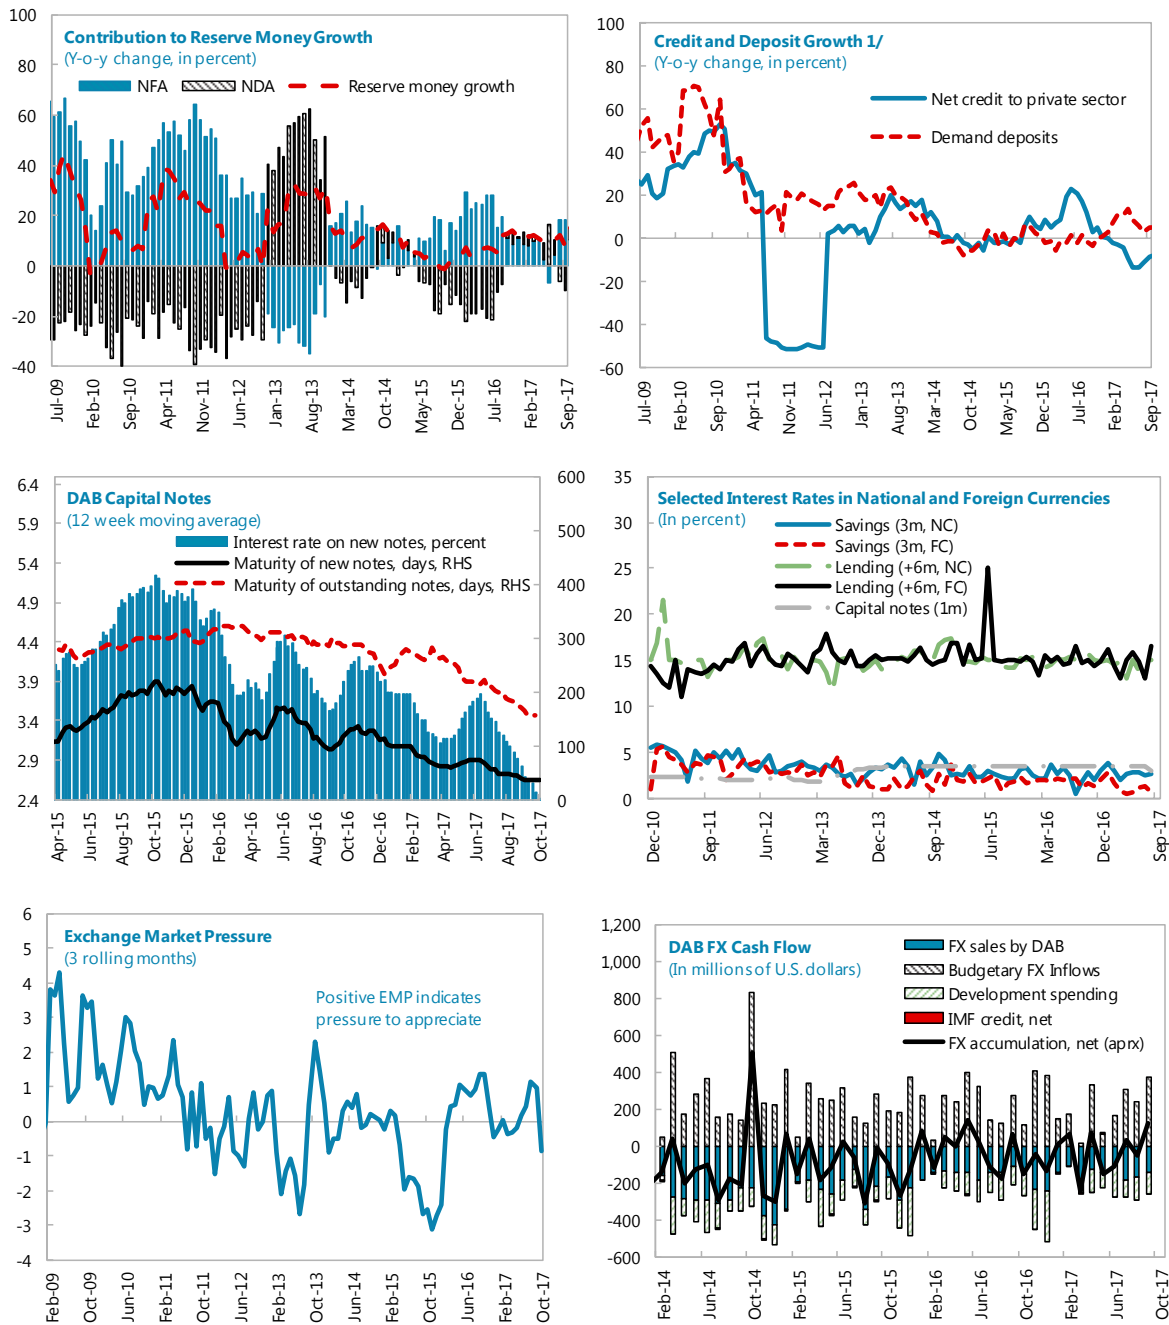 Contribution to Reserve Money Growth
(Y-o-y change, in percent)
NFA
NDA
Reserve money growth
100
80
60
40
20
0
-20
-40
Jul-09
Feb-10
Sep-10
Apr-11
Nov-11
Jun-12
Jan-13
Aug-13
Mar-14
Oct-14
May-15
Dec-15
Jul-16
Feb-17
Sep-17
Credit and Deposit Growth 1/
(Y-o-y change, in percent)
Net credit to private sector
Demand deposits
100
80
60
40
20
0
-20
-40
-60
Jul-09
Feb-10
Sep-10
Apr-11
Nov-11
Jun-12
Jan-13
Aug-13
Mar-14
Oct-14
May-15
Dec-15
Jul-16
Feb-17
Sep-17
DAB Capital Notes
(12 week moving average)
Interest rate on new notes, percent
Maturity of new notes, days, RHS
Maturity of outstanding notes, days, RHS
6.4
5.9
5.4
4.9
4.4
3.9
3.4
2.9
2.4
600
500
400
300
200
100
0
Apr-15
Jun-15
Aug-15
Oct-15
Dec-15
Feb-16
Apr-16
Jun-16
Aug-16
Oct-16
Dec-16
Feb-17
Apr-17
Jun-17
Aug-17
Oct-17
Selected Interest Rates in National and Foreign Currencies
(In percent)
Savings (3m, NC)
Savings (3m, FC)
Lending (+6m, NC)
Lending (+6m, FC)
Capital notes (1m)
35
30
25
20
15
10
5
0
Dec-10
Sep-11
Jun-12
Mar-13
Dec-13
Sep-14
Jun-15
Mar-16
Dec-16
Sep-17
Exchange Market Pressure
(3 rolling months)
Positive EMP indicates
pressure to appreciate
6
5
4
3
2
1
0
-1
-2
-3
-4
Feb-09
Oct-09
Jun-10
Feb-11
Oct-11
Jun-12
Feb-13
Oct-13
Jun-14
Feb-15
Oct-15
Jun-16
Feb-17
Oct-17
DAB FX Cash Flow
(In millions of U.S. dollars)
FX sales by DAB
Budgetary FX Inflows
Development spending
IMF credit, net
FX accumulation, net (aprx)
1,200
1,000
800
600
400
200
0
-200
-400
-600
Feb-14
Jun-14
Oct-14
Feb-15
Jun-15
Oct-15
Feb-16
Jun-16
Oct-16
Feb-17
Jun-17
Oct-17